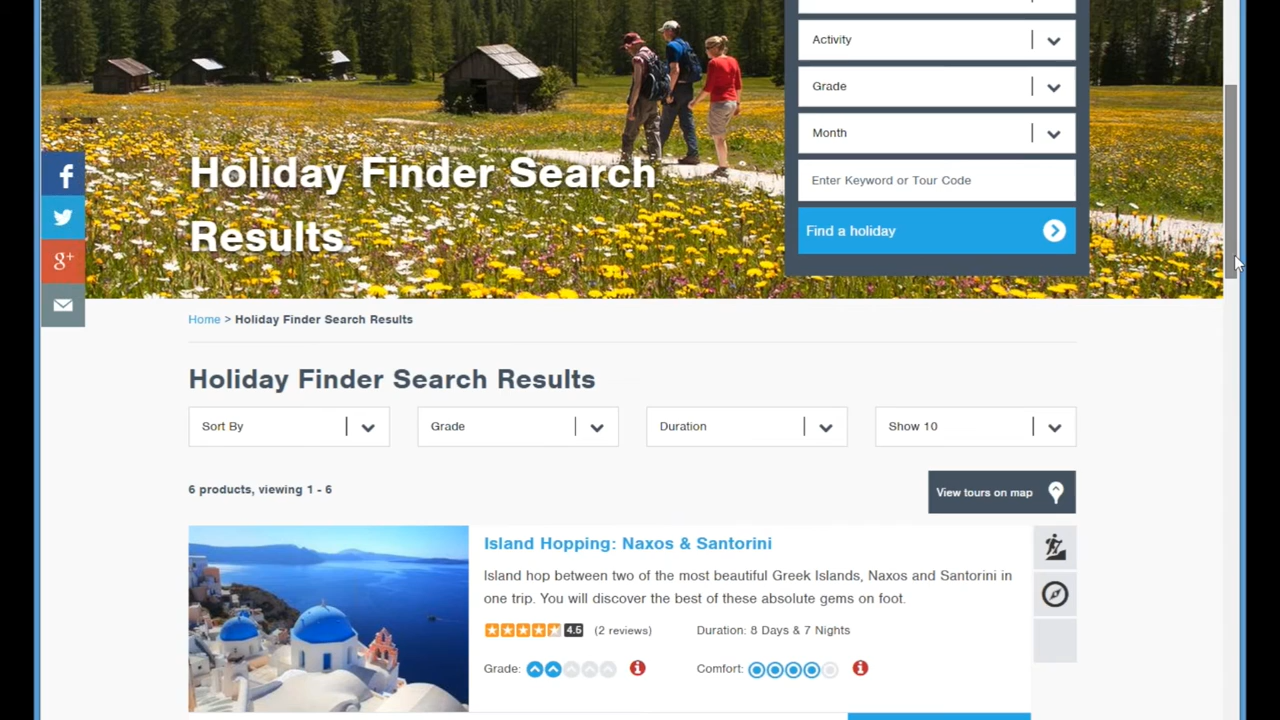 Activity
Grade
Month
Enter Keyword or Tour Code
Find a holiday
Holiday Finder Search
Results
f
g+
Home > Holiday Finder Search Results
Holiday Finder Search Results
Sort By
Grade
Duration
Show 10
6 products, viewing 1 - 6
View tours on map
Island Hopping: Naxos & Santorini
Island hop between two of the most beautiful Greek Islands, Naxos and Santorini in
one trip. You will discover the best of these absolute gems on foot.
4.5 (2 reviews)
Duration: 8 Days & 7 Nights
Grade: i
Comfort: i